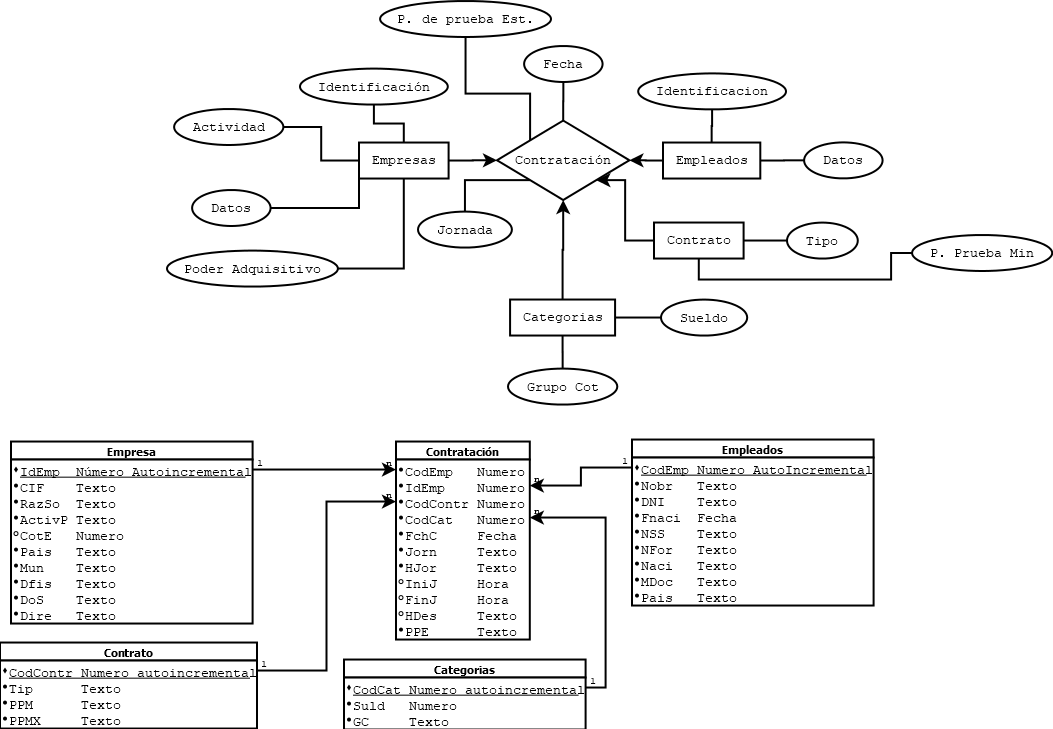 P. de prueba Est.
Fecha
Identificación
Identificacion
Actividad
Empresas
Contratación
Empleados
Datos
Datos
Jornada
Contrato
Tipo
P. Prueba Min
Poder Adquisitivo
Categorias
Sueldo
Grupo Cot
Empresa
IdEmp Número Autoincremental
CIF Texto
RazSo Texto
ActivP Texto
CotE Numero
Pais Texto
Mun Texto
Dfis Texto
DoS Texto
Dire Texto
1
n
Contratación
CodEmp Numero
IdEmp Numero
CodContr Numero
CodCat Numero
FchC Fecha
Jorn Texto
HJor Texto
IniJ Hora
FinJ Hora
HDes Texto
PPE Texto
n
n
n
1
Empleados
CodEmp Numero AutoIncremental
Nobr Texto
DNI Texto
Fnaci Fecha
NSS Texto
NFor Texto
Naci Texto
MDoc Texto
Pais Texto
Contrato
CodContr Numero autoincremental
Tip Texto
PPM Texto
PPMX Texto
1
Categorias
CodCat Numero autoincremental
Suld Numero
GC Texto
1